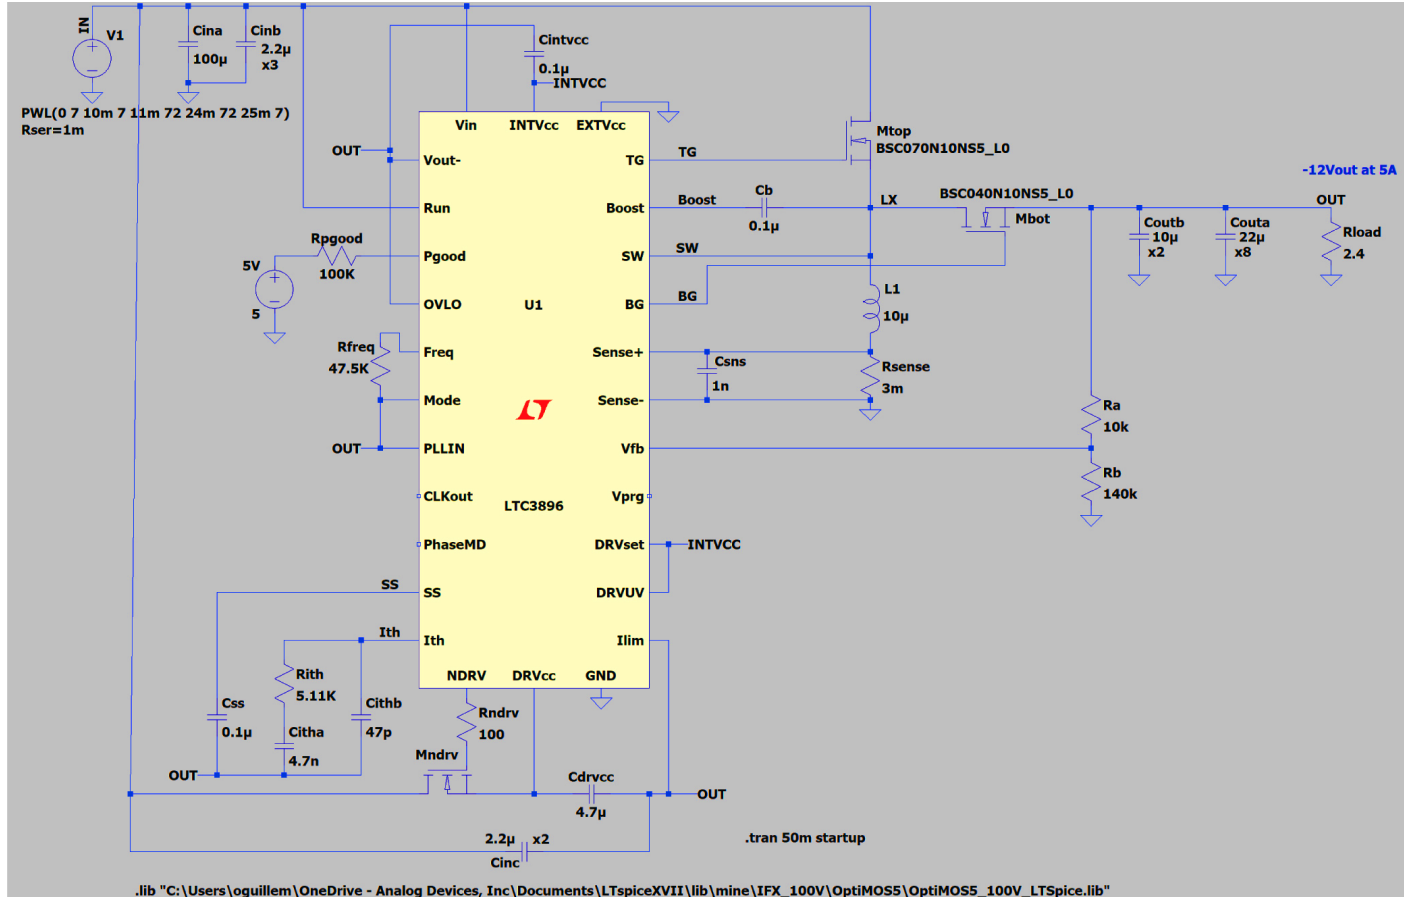 IN
V1
Cina
100µ
Cinb
2.2µ
x3
PWL(0 7 10m 7 11m 72 24m 72 25m 7)
Rser=1m
Cintvcc
0.1µ
INTVCC
Vin
INTVcc
EXTVcc
OUT
Vout-
TG
TG
Mtop
BSC070N10NS5_L0
-12Vout at 5A
Run
Boost
Boost
Cb
0.1µ
LX
BSC040N10NS5_L0
Mbot
OUT
Coutb
10µ
x2
Couta
22µ
x8
Rload
2.4
Rpgood
100K
5V
5
Pgood
SW
SW
OVLO
U1
BG
BG
L1
10µ
Rfreq
47.5K
Freq
Sense+
Csns
1n
Rsense
3m
Mode
Sense-
Ra
10k
OUT
PLLIN
Vfb
Rb
140k
CLKout
LTC3896
Vprg
PhaseMD
DRVset
INTVCC
SS
SS
DRVUV
Ith
Ith
Ilim
NDRV
DRVcc
GND
Rith
5.11K
Css
0.1µ
Citha
4.7n
Cithb
47p
Rndrv
100
OUT
Mndrv
Cdrvcc
4.7µ
OUT
2.2µ
x2
Cinc
.tran 50m startup
.lib "C:\Users\oguillem\OneDrive - Analog Devices, Inc\Documents\LTspiceXVII\lib\mine\IFX_100V\OptiMOS5\OptiMOS5_100V_LTSpice.lib"